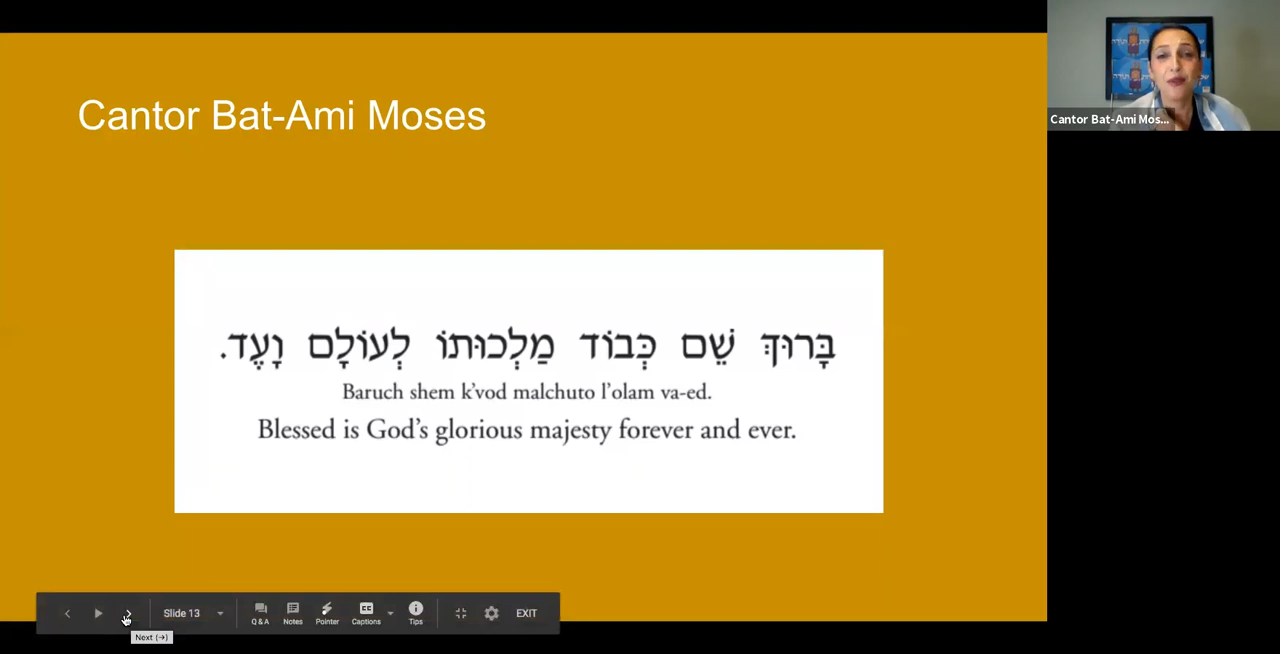 Cantor Bat-Ami Moses
Cantor Bat-Ami Mos...
בָּרוּךְ שֵׁם כְּבוֹד מַלְכוּתוֹ לְעוֹלָם וָעֶד.
Baruch shem k’vod malchuto l’olam va-ed.
Blessed is God’s glorious majesty forever and ever.
Slide 13
Q & A
Notes
Pointer
Captions
Tips
EXIT
Next (→)